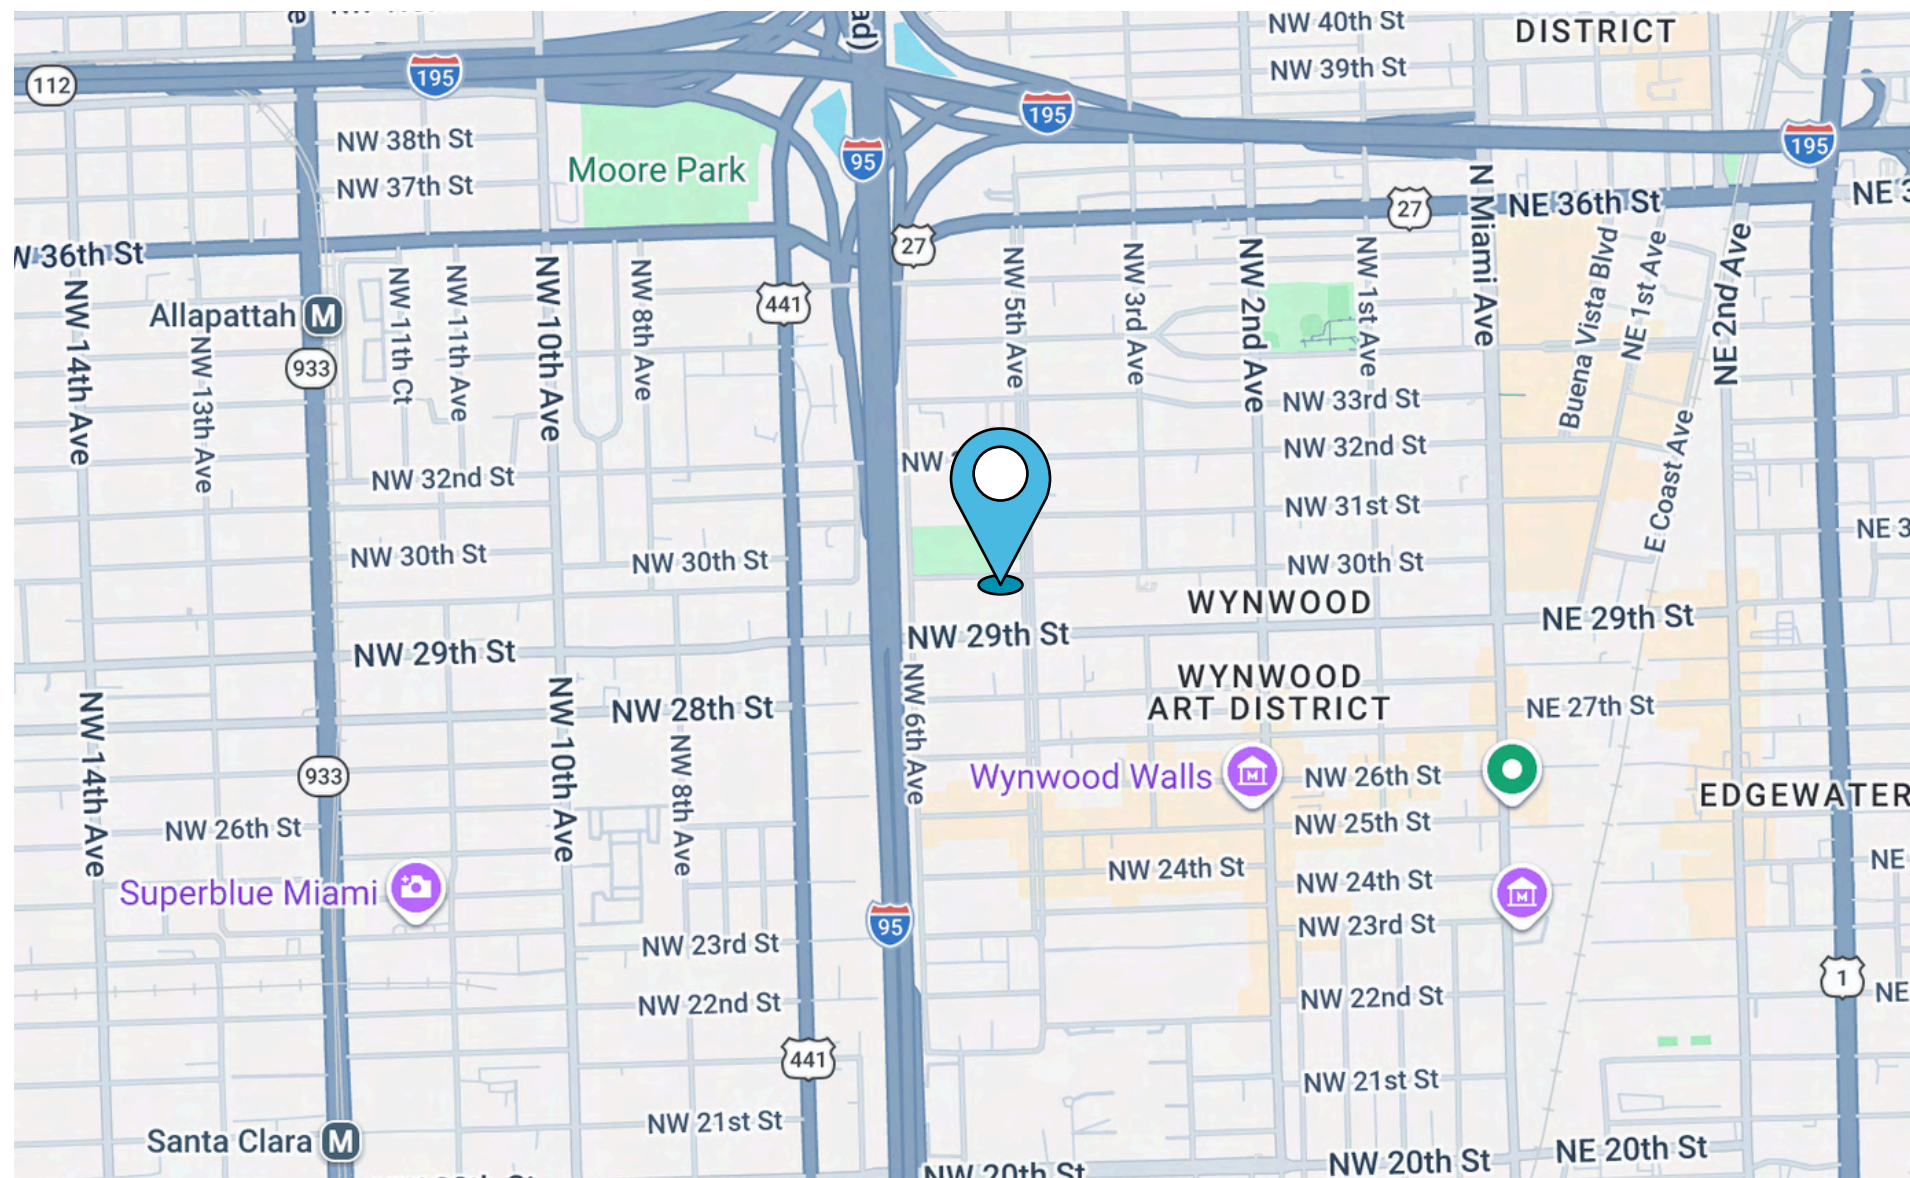 NW 40th St
DISTRICT
NW 39th St
112
195
195
195
95
NW 38th St
NW 37th St
Moore Park
27
27
NE 36th St
N Miami Ave
Allapattah
M
933
441
NW 14th Ave
NW 13th Ave
NW 11th Ct
NW 11th Ave
NW 10th Ave
NW 8th Ave
NW 5th Ave
NW 3rd Ave
NW 2nd Ave
NW 1st Ave
Buena Vista Blvd
NE 1st Ave
NE 2nd Ave
E Coast Ave
NW 33rd St
NW 32nd St
NW 32nd St
NW 31st St
NW 30th St
NW 30th St
NW 30th St
WYNWOOD
NE 29th St
NW 29th St
NW 29th St
WYNWOOD
ART DISTRICT
NW 28th St
NE 27th St
NW 14th Ave
NW 10th Ave
NW 8th Ave
NW 6th Ave
933
Wynwood Walls
NW 26th St
EDGEWATER
NW 26th St
NW 25th St
NW 24th St
NW 24th St
Superblue Miami
95
NW 23rd St
NW 23rd St
NW 22nd St
NW 22nd St
1
441
NW 21st St
NW 21st St
Santa Clara
M
NW 20th St
NW 20th St
NE 20th St